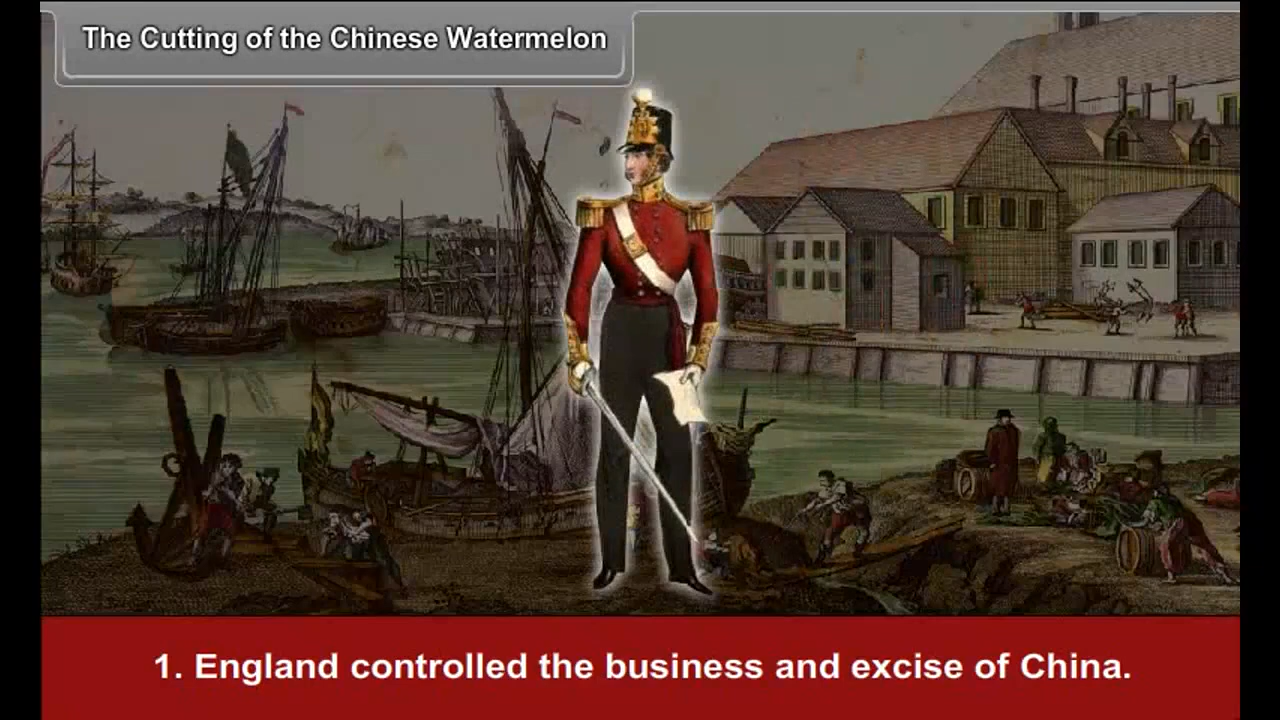 The Cutting of the Chinese Watermelon
1. England controlled the business and excise of China.